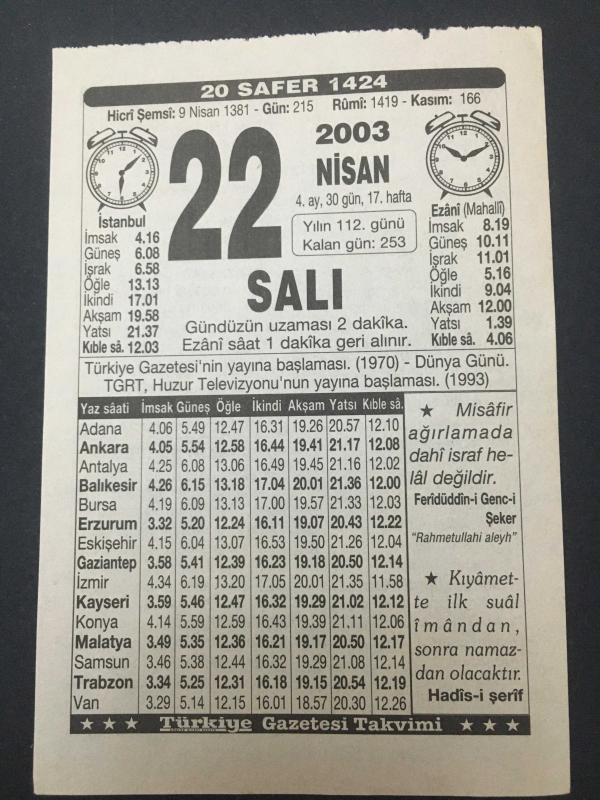 20 SAFER 1424
Hicrî Şemsî: 9 Nisan 1381 - Gün: 215 Rûmî: 1419 - Kasım: 166
22
2003
NİSAN
4. ay, 30 gün, 17. hafta
Yılın 112. günü
Kalan gün: 253
SALI
Gündüzün uzaması 2 dakîka.
Ezânî sâat 1 dakîka geri alınır.
İstanbul
İmsak 4.16
Güneş 6.08
İşrak 6.58
Öğle 13.13
İkindi 17.01
Akşam 19.58
Yatsı 21.37
Kıble sâ. 12.03
Ezânî (Mahallî)
İmsak 8.19
Güneş 10.11
İşrak 11.01
Öğle 5.16
İkindi 9.04
Akşam 12.00
Yatsı 1.39
Kıble sâ. 4.06
Türkiye Gazetesi'nin yayına başlaması. (1970) - Dünya Günü.
TGRT, Huzur Televizyonu'nun yayına başlaması. (1993)
Yaz sâati İmsak Güneş Öğle İkindi Akşam Yatsı Kıble sâ.
Adana 4.06 5.49 12.47 16.31 19.26 20.57 12.10
Ankara 4.05 5.54 12.58 16.44 19.41 21.17 12.08
Antalya 4.25 6.08 13.06 16.49 19.45 21.16 12.02
Balıkesir 4.26 6.15 13.18 17.04 20.01 21.36 12.00
Bursa 4.19 6.09 13.13 17.00 19.57 21.33 12.03
Erzurum 3.32 5.20 12.24 16.11 19.07 20.43 12.22
Eskişehir 4.15 6.04 13.07 16.53 19.50 21.26 12.04
Gaziantep 3.58 5.41 12.39 16.23 19.18 20.50 12.14
İzmir 4.34 6.19 13.20 17.05 20.01 21.35 11.58
Kayseri 3.59 5.46 12.47 16.32 19.29 21.02 12.12
Konya 4.14 5.59 12.59 16.43 19.39 21.11 12.06
Malatya 3.49 5.35 12.36 16.21 19.17 20.50 12.17
Samsun 3.46 5.38 12.44 16.32 19.29 21.08 12.14
Trabzon 3.34 5.25 12.31 16.18 19.15 20.54 12.19
Van 3.29 5.14 12.15 16.01 18.57 20.30 12.26
★ Misâfir
ağırlamada
dahî israf he-
lâl değildir.
Ferîdüddîn-i Genc-i
Şeker
"Rahmetullahi aleyh"
★ Kıyâmet-
te ilk suâl
îmândan,
sonra namaz-
dan olacaktır.
Hadîs-i şerîf
★ ★ ★ Türkiye Gazetesi Takvimi ★ ★ ★